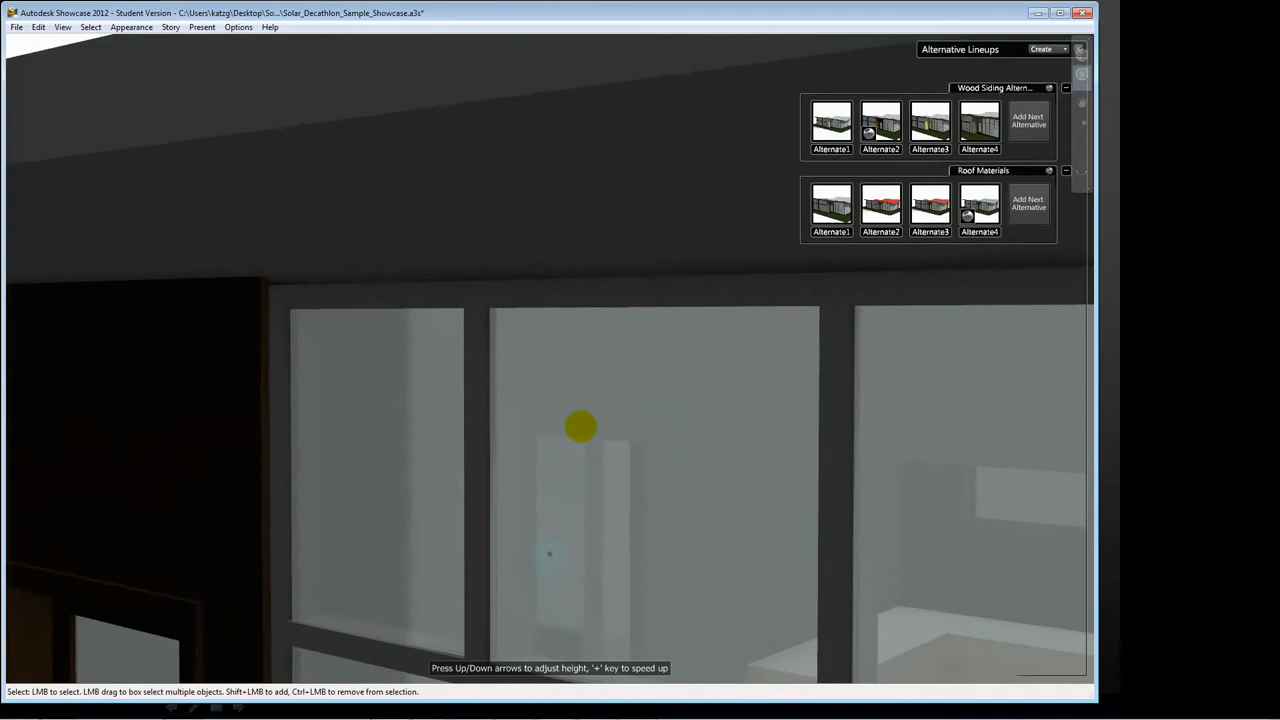 Autodesk Showcase 2012 - Student Version - C:\Users\katzg\Desktop\So...\Solar_Decathlon_Sample_Showcase.a3s*
File Edit View Select Appearance Story Present Options Help
Alternative Lineups Create
Wood Siding Altern...
Add Next
Alternative
Alternate1 Alternate2 Alternate3 Alternate4
Roof Materials
Add Next
Alternative
Alternate1 Alternate2 Alternate3 Alternate4
Press Up/Down arrows to adjust height, '+' key to speed up
Select: LMB to select. LMB drag to box select multiple objects. Shift+LMB to add, Ctrl+LMB to remove from selection.